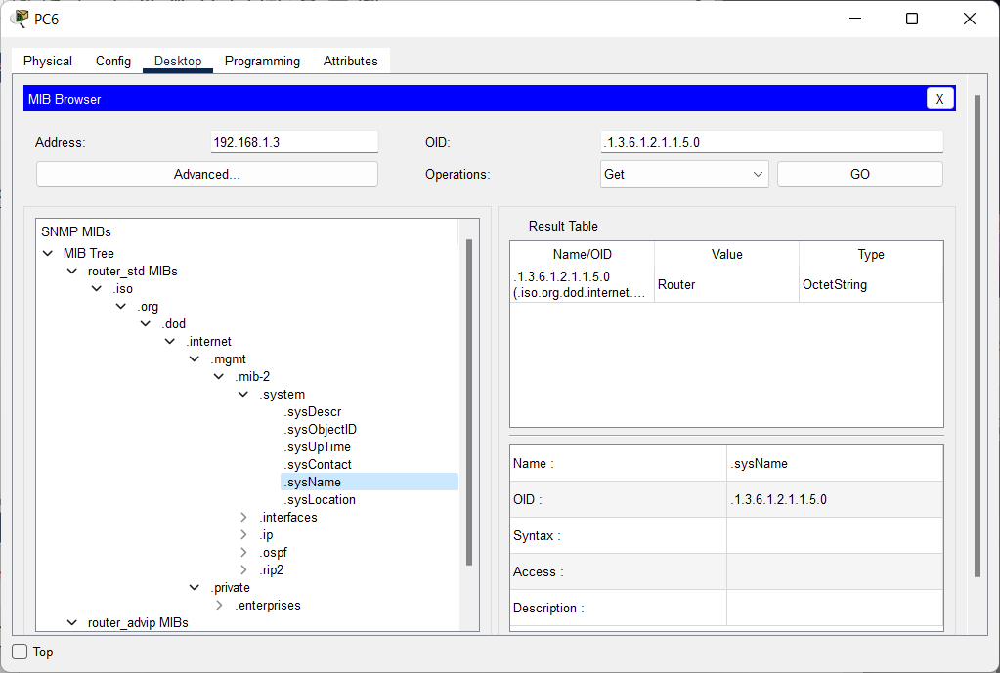 PC6
Physical Config Desktop Programming Attributes
MIB Browser X
Address: 192.168.1.3 OID: .1.3.6.1.2.1.1.5.0
Advanced... Operations: Get GO
SNMP MIBs
MIB Tree
router_std MIBs
.iso
.org
.dod
.internet
.mgmt
.mib-2
.system
.sysDescr
.sysObjectID
.sysUpTime
.sysContact
.sysName
.sysLocation
.interfaces
.ip
.ospf
.rip2
.private
.enterprises
router_advip MIBs
Result Table
Name/OID Value Type
.1.3.6.1.2.1.1.5.0
(.iso.org.dod.internet.... Router OctetString
Name : .sysName
OID : .1.3.6.1.2.1.1.5.0
Syntax :
Access :
Description :
Top